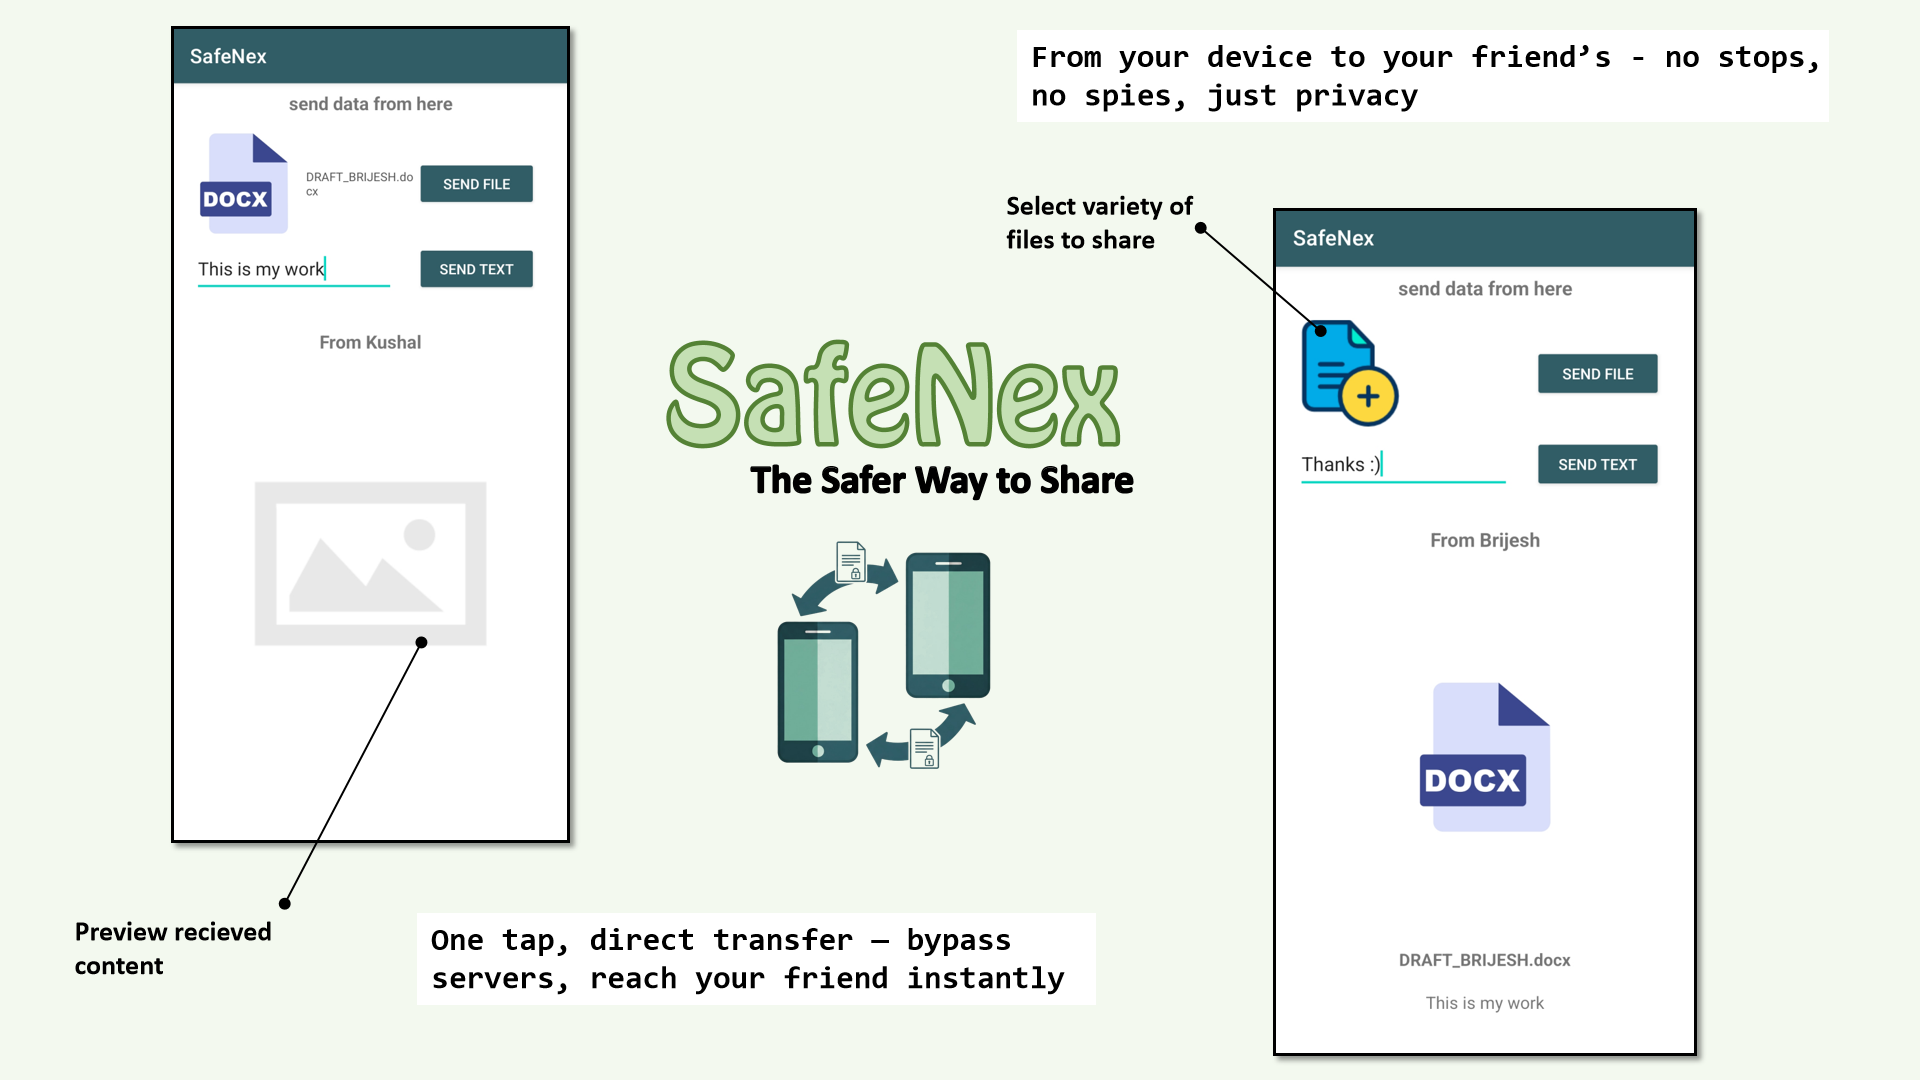 SafeNex
send data from here
DOCX
DRAFT_BRIJESH.do
cx
SEND FILE
This is my work
SEND TEXT
From Kushal
Preview recieved
content
SafeNex
The Safer Way to Share
One tap, direct transfer – bypass
servers, reach your friend instantly
From your device to your friend’s - no stops,
no spies, just privacy
Select variety of
files to share
SafeNex
send data from here
SEND FILE
Thanks :)
SEND TEXT
From Brijesh
DOCX
DRAFT_BRIJESH.docx
This is my work